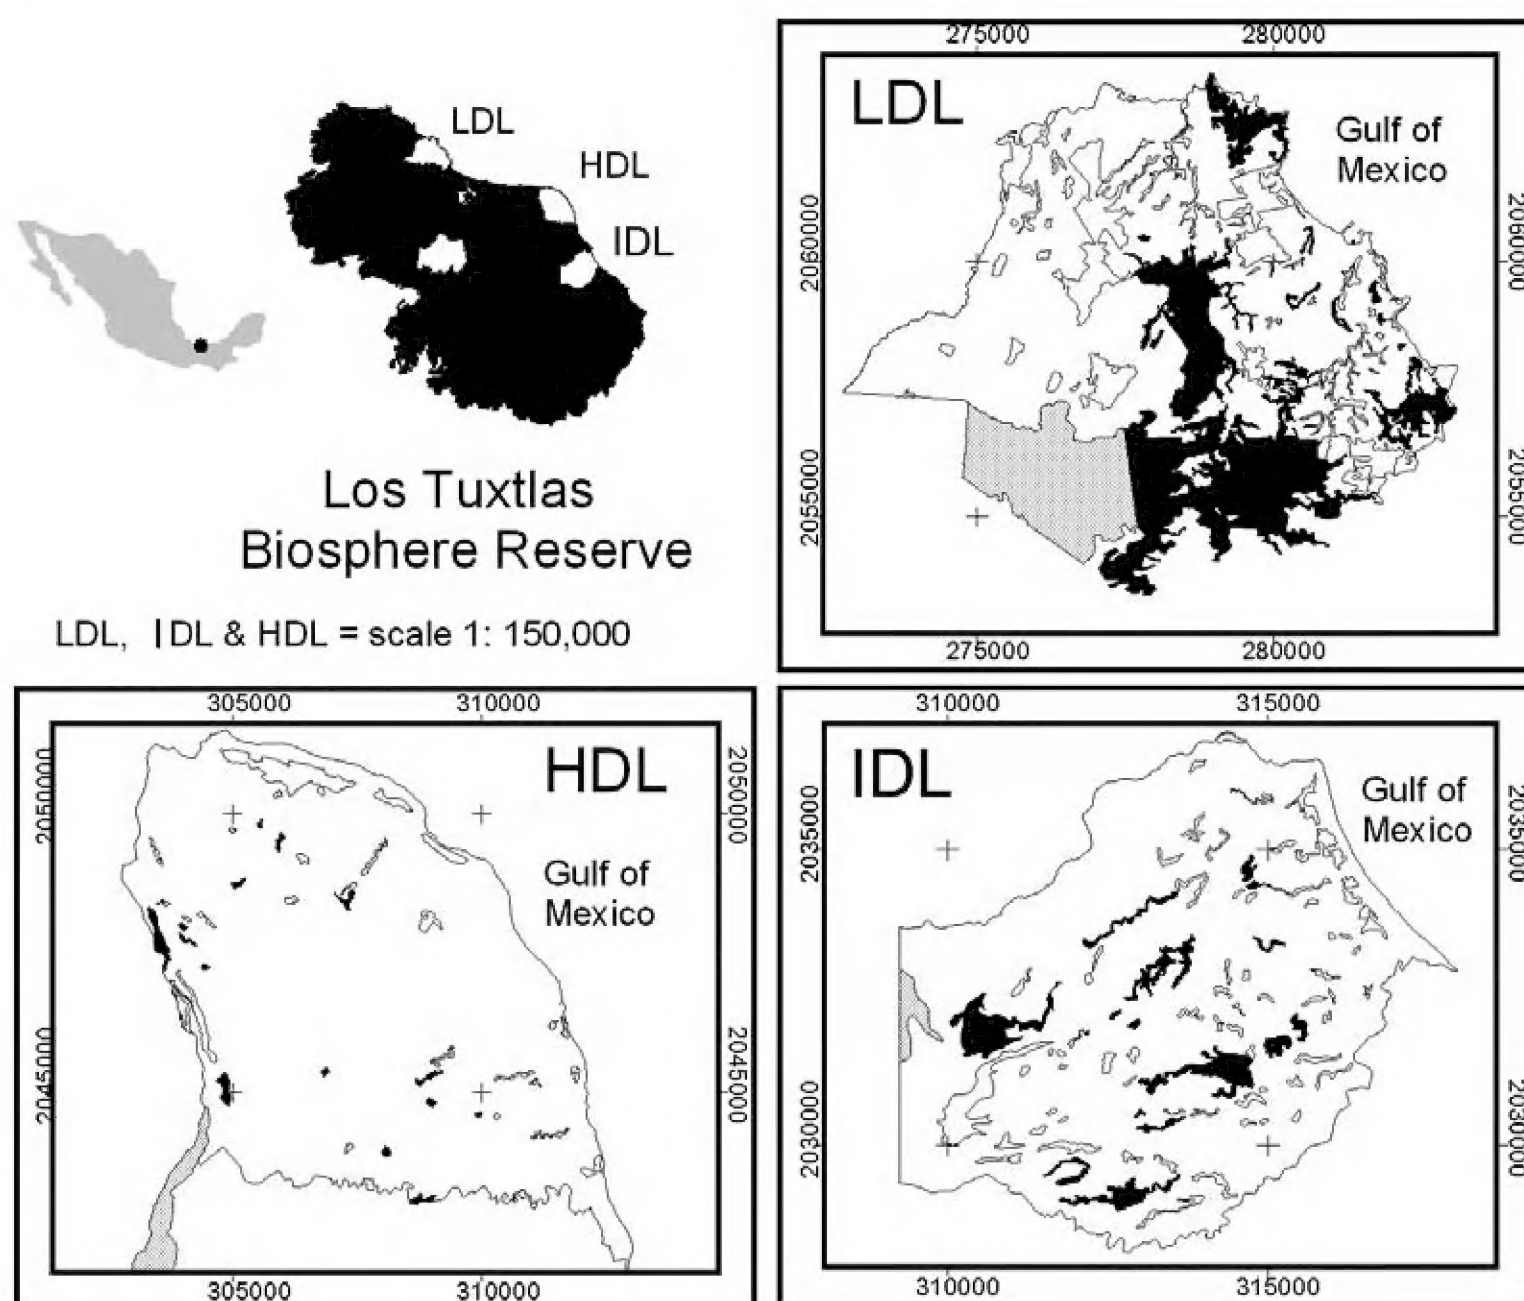 LDL
HDL
IDL
Los Tuxtlas
Biosphere Reserve
LDL, IDL & HDL = scale 1: 150,000
275000 280000
LDL
Gulf of
Mexico
2060000
2060000
2055000
2055000
275000 280000
305000 310000
HDL
2050000
2050000
Gulf of
Mexico
2045000
2045000
305000 310000
310000 315000
IDL
Gulf of
Mexico
2035000
2035000
2030000
2030000
310000 315000